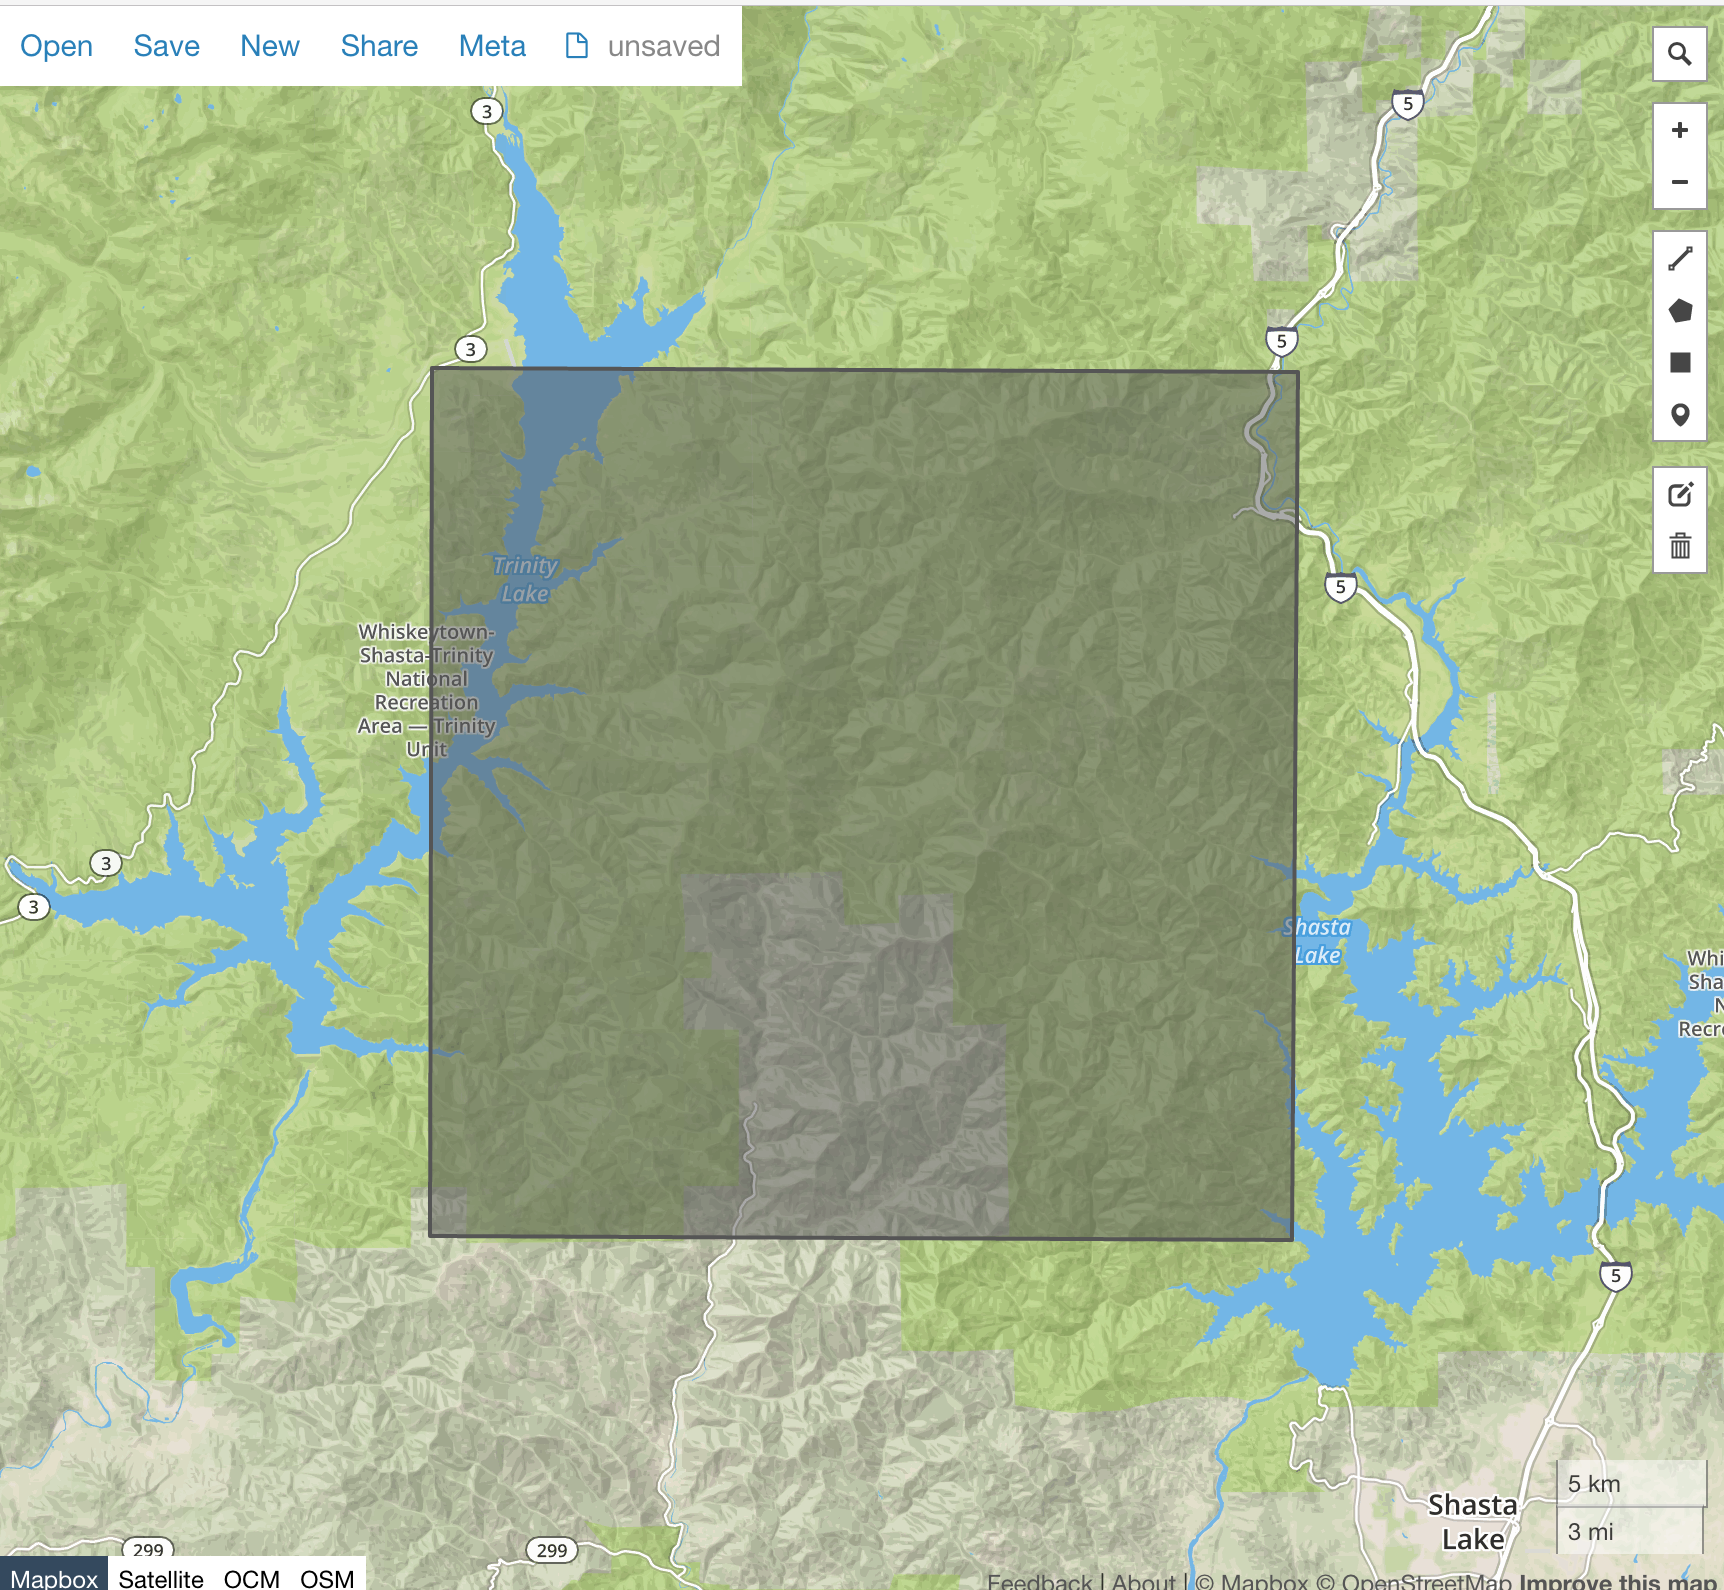 Open Save New Share Meta unsaved
3
5
3
5
5
Trinity
Lake
Whiskeytown-
Shasta-Trinity
National
Recreation
Area — Trinity
Unit
3
3
Shasta
Lake
Whi
Sha
N
Recre
5
5 km
3 mi
Shasta
Lake
299
299
Mapbox Satellite OCM OSM
Feedback | About | © Mapbox © OpenStreetMap Improve this map